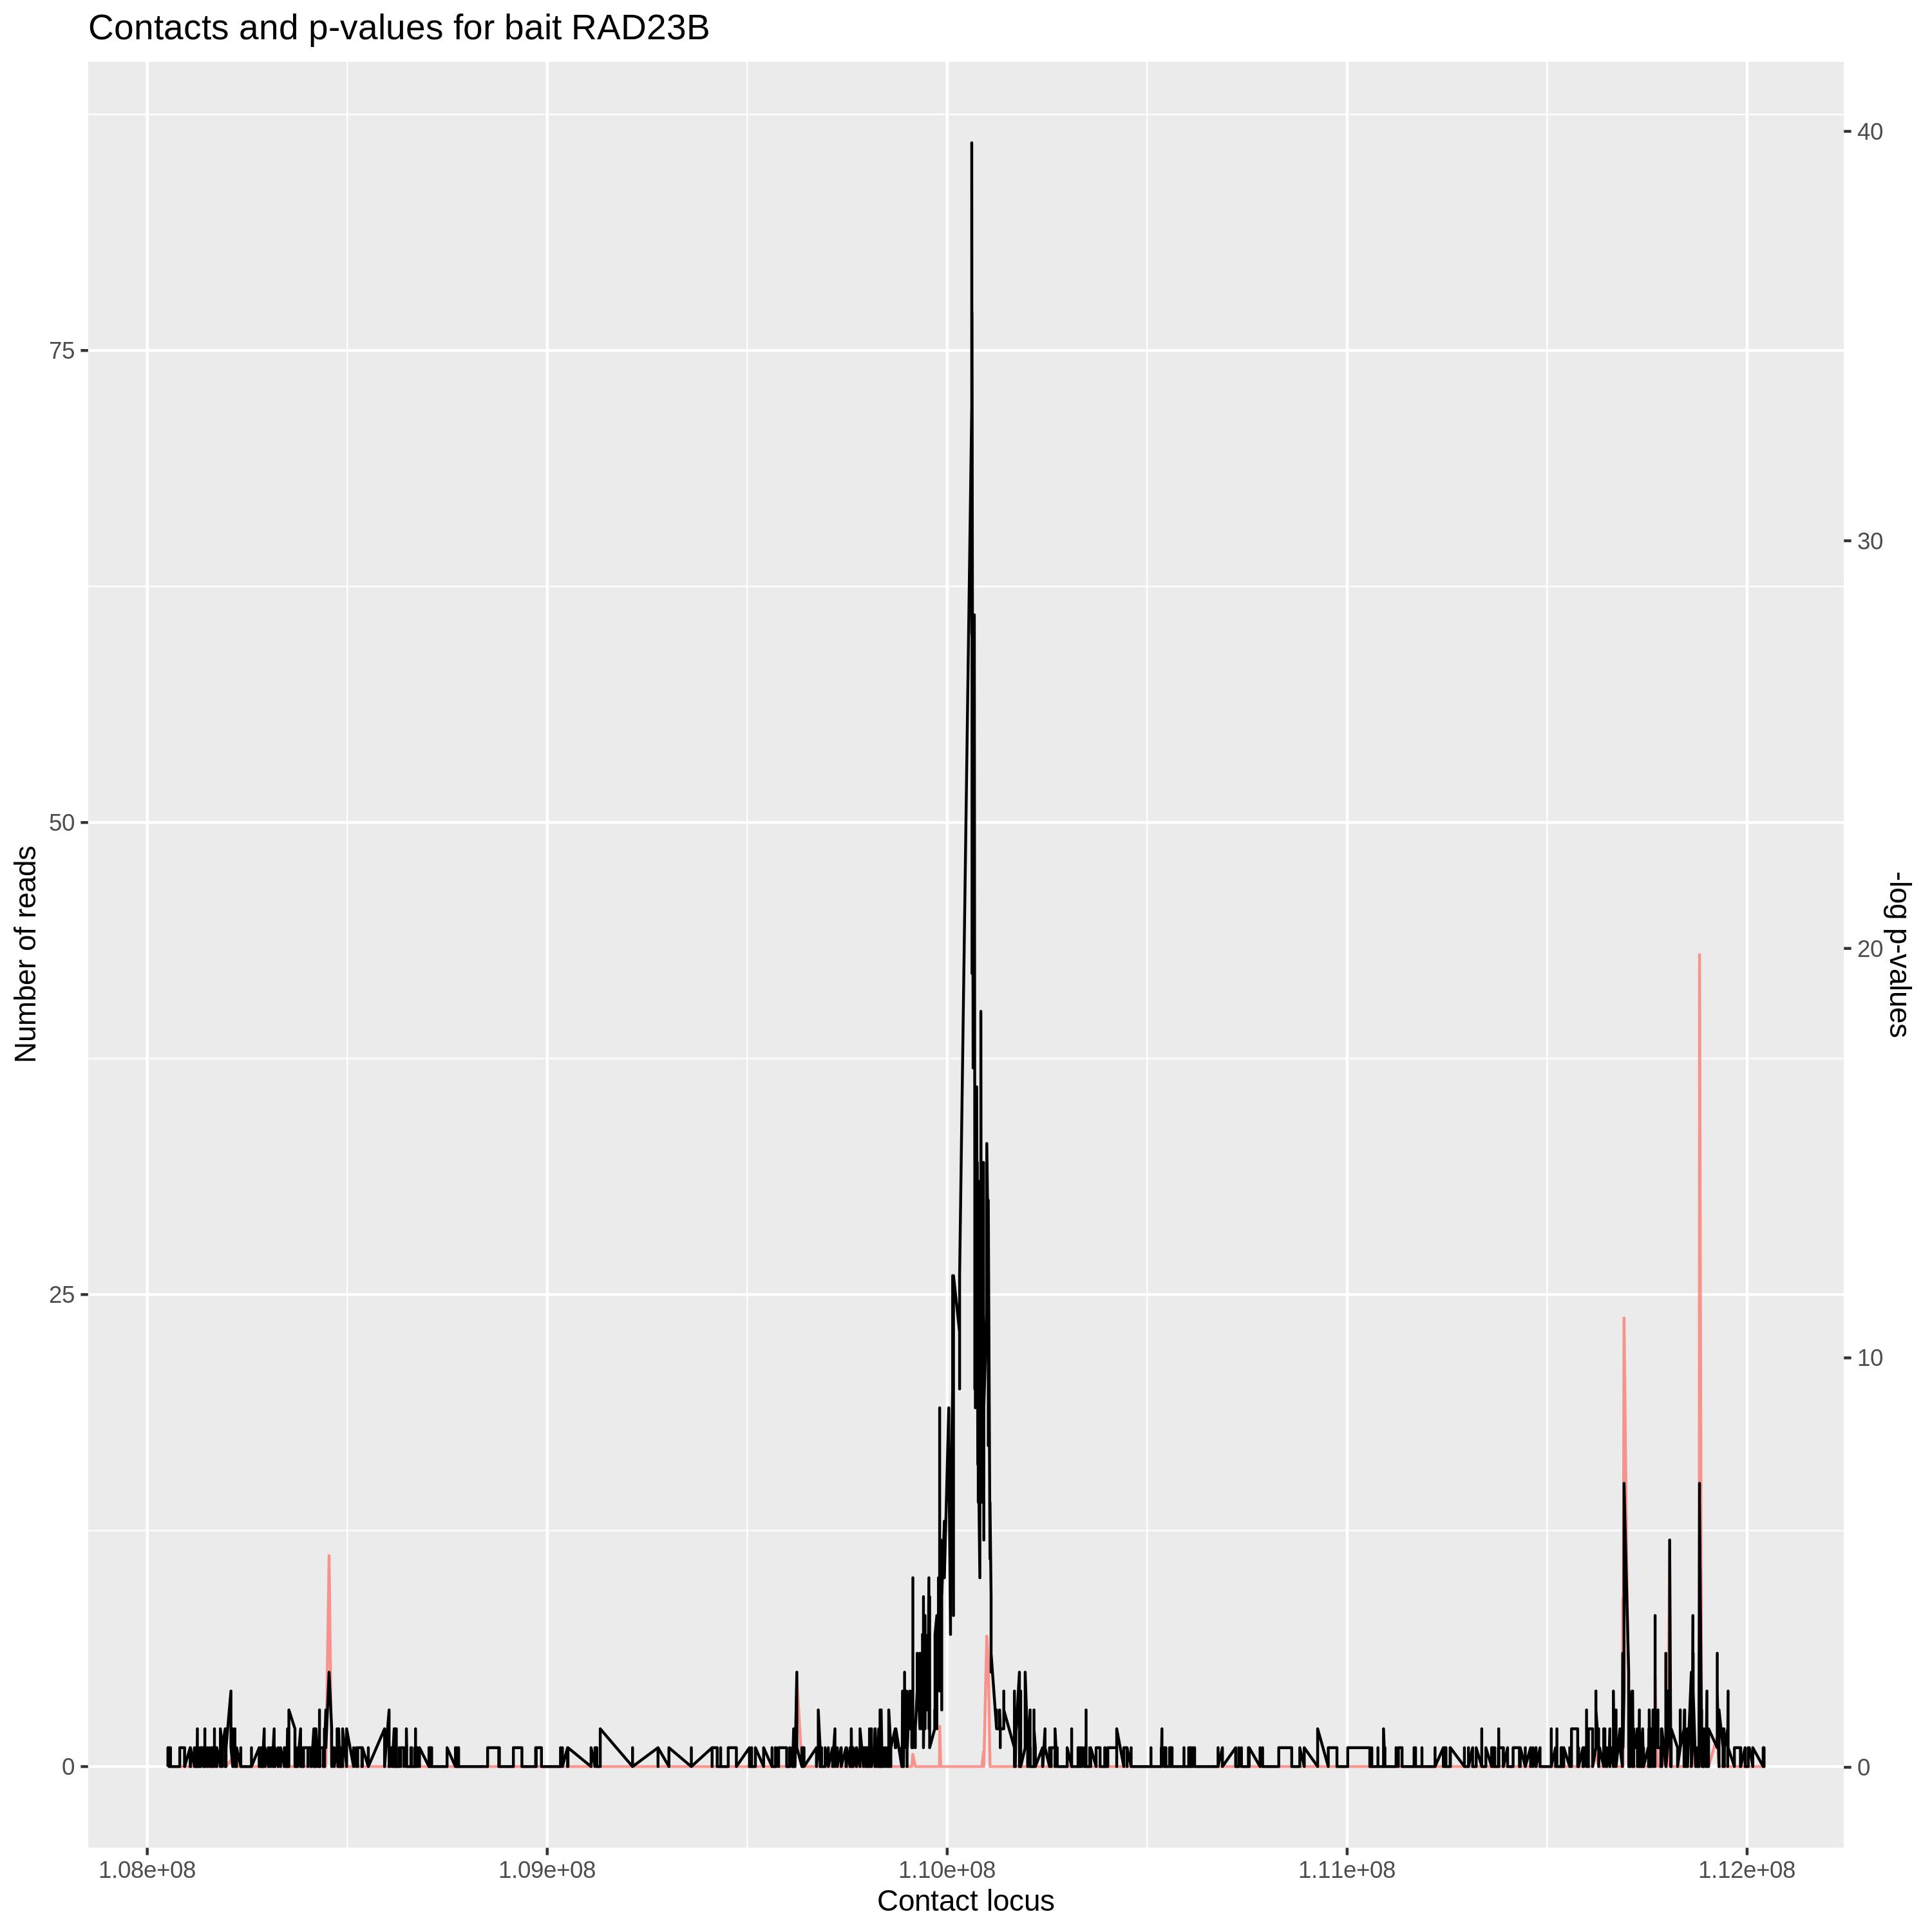 Contacts and p-values for bait RAD23B
Number of reads
75
50
25
0
40
30
20
10
0
-log p-values
1.08e+08 1.09e+08 1.10e+08 1.11e+08 1.12e+08
Contact locus